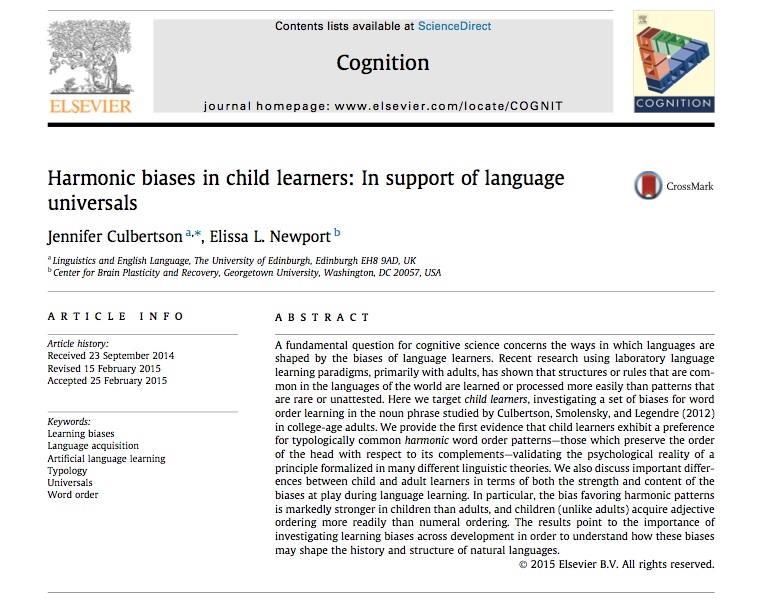 Contents lists available at ScienceDirect
Cognition
journal homepage: www.elsevier.com/locate/COGNIT
ELSEVIER
COGNITION
Harmonic biases in child learners: In support of language
universals
CrossMark
Jennifer Culbertson a,*, Elissa L. Newport b
a Linguistics and English Language, The University of Edinburgh, Edinburgh EH8 9AD, UK
b Center for Brain Plasticity and Recovery, Georgetown University, Washington, DC 20057, USA
ARTICLE INFO
Article history:
Received 23 September 2014
Revised 15 February 2015
Accepted 25 February 2015
Keywords:
Learning biases
Language acquisition
Artificial language learning
Typology
Universals
Word order
ABSTRACT
A fundamental question for cognitive science concerns the ways in which languages are
shaped by the biases of language learners. Recent research using laboratory language
learning paradigms, primarily with adults, has shown that structures or rules that are com-
mon in the languages of the world are learned or processed more easily than patterns that
are rare or unattested. Here we target child learners, investigating a set of biases for word
order learning in the noun phrase studied by Culbertson, Smolensky, and Legendre (2012)
in college-age adults. We provide the first evidence that child learners exhibit a preference
for typologically common harmonic word order patterns—those which preserve the order
of the head with respect to its complements—validating the psychological reality of a
principle formalized in many different linguistic theories. We also discuss important differ-
ences between child and adult learners in terms of both the strength and content of the
biases at play during language learning. In particular, the bias favoring harmonic patterns
is markedly stronger in children than adults, and children (unlike adults) acquire adjective
ordering more readily than numeral ordering. The results point to the importance of
investigating learning biases across development in order to understand how these biases
may shape the history and structure of natural languages.
© 2015 Elsevier B.V. All rights reserved.